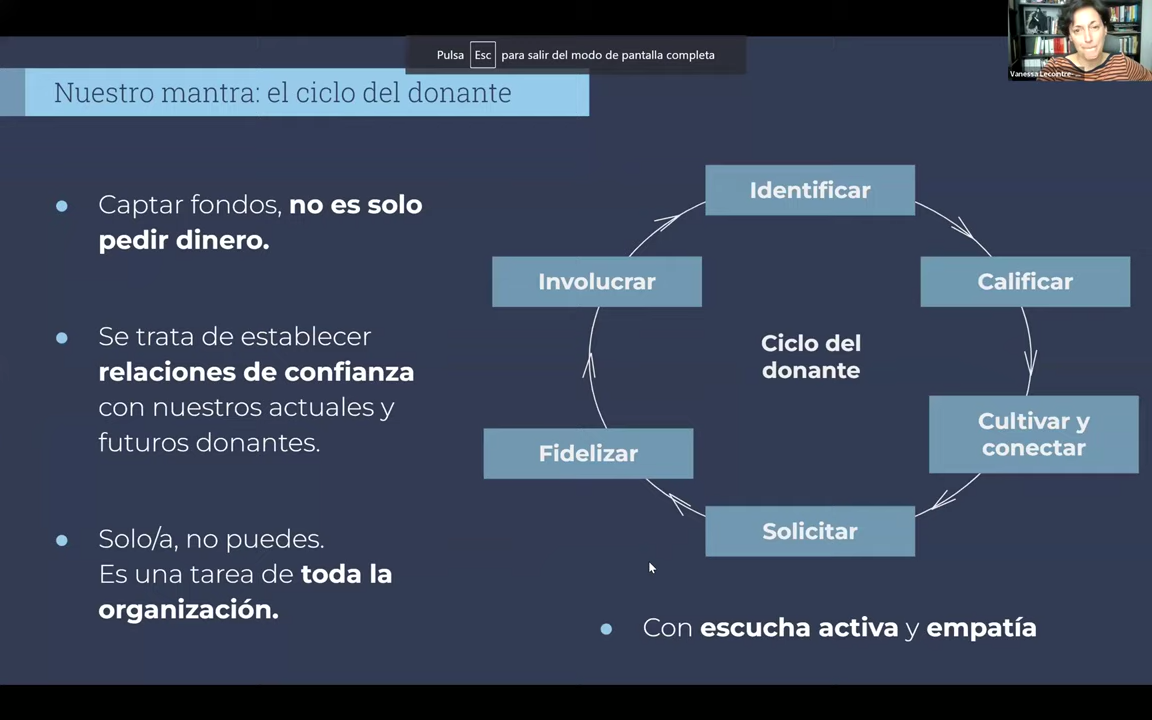 Pulsa Esc para salir del modo de pantalla completa
Vanessa Lecointre
Nuestro mantra: el ciclo del donante
Captar fondos, no es solo
pedir dinero.
Se trata de establecer
relaciones de confianza
con nuestros actuales y
futuros donantes.
Solo/a, no puedes.
Es una tarea de toda la
organización.
Identificar
Calificar
Cultivar y
conectar
Solicitar
Fidelizar
Involucrar
Ciclo del
donante
Con escucha activa y empatía